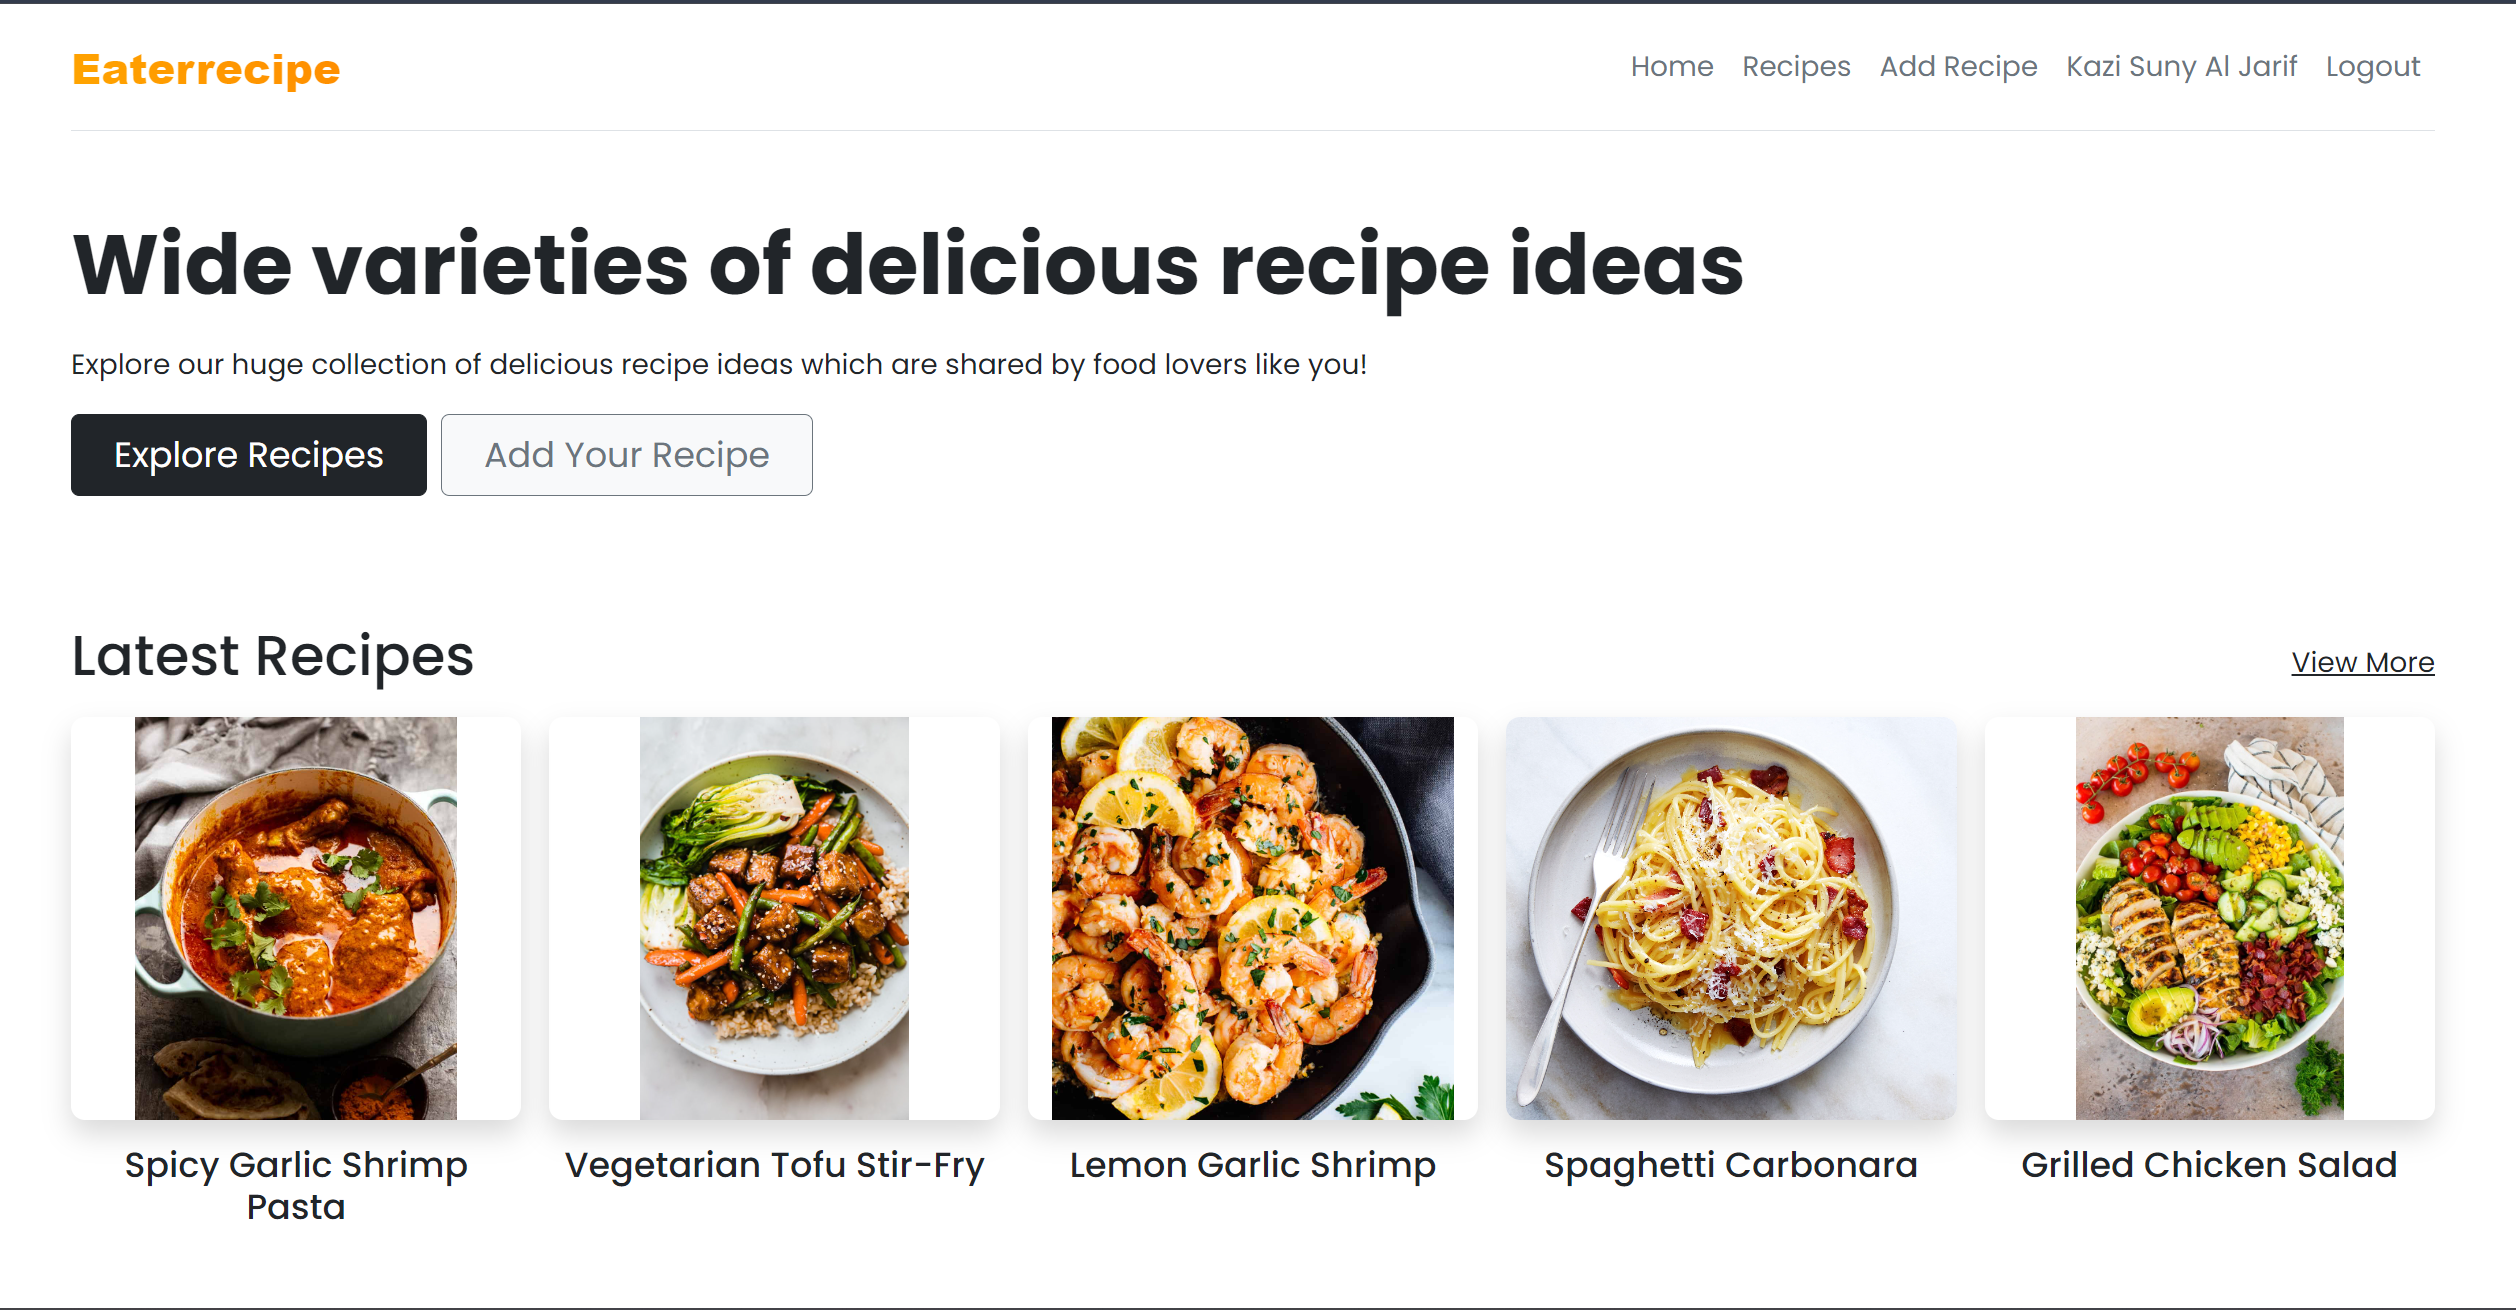 Eaterrecipe
Home Recipes Add Recipe Kazi Suny Al Jarif Logout
Wide varieties of delicious recipe ideas
Explore our huge collection of delicious recipe ideas which are shared by food lovers like you!
Explore Recipes Add Your Recipe
Latest Recipes View More
Spicy Garlic Shrimp
Pasta
Vegetarian Tofu Stir-Fry
Lemon Garlic Shrimp
Spaghetti Carbonara
Grilled Chicken Salad